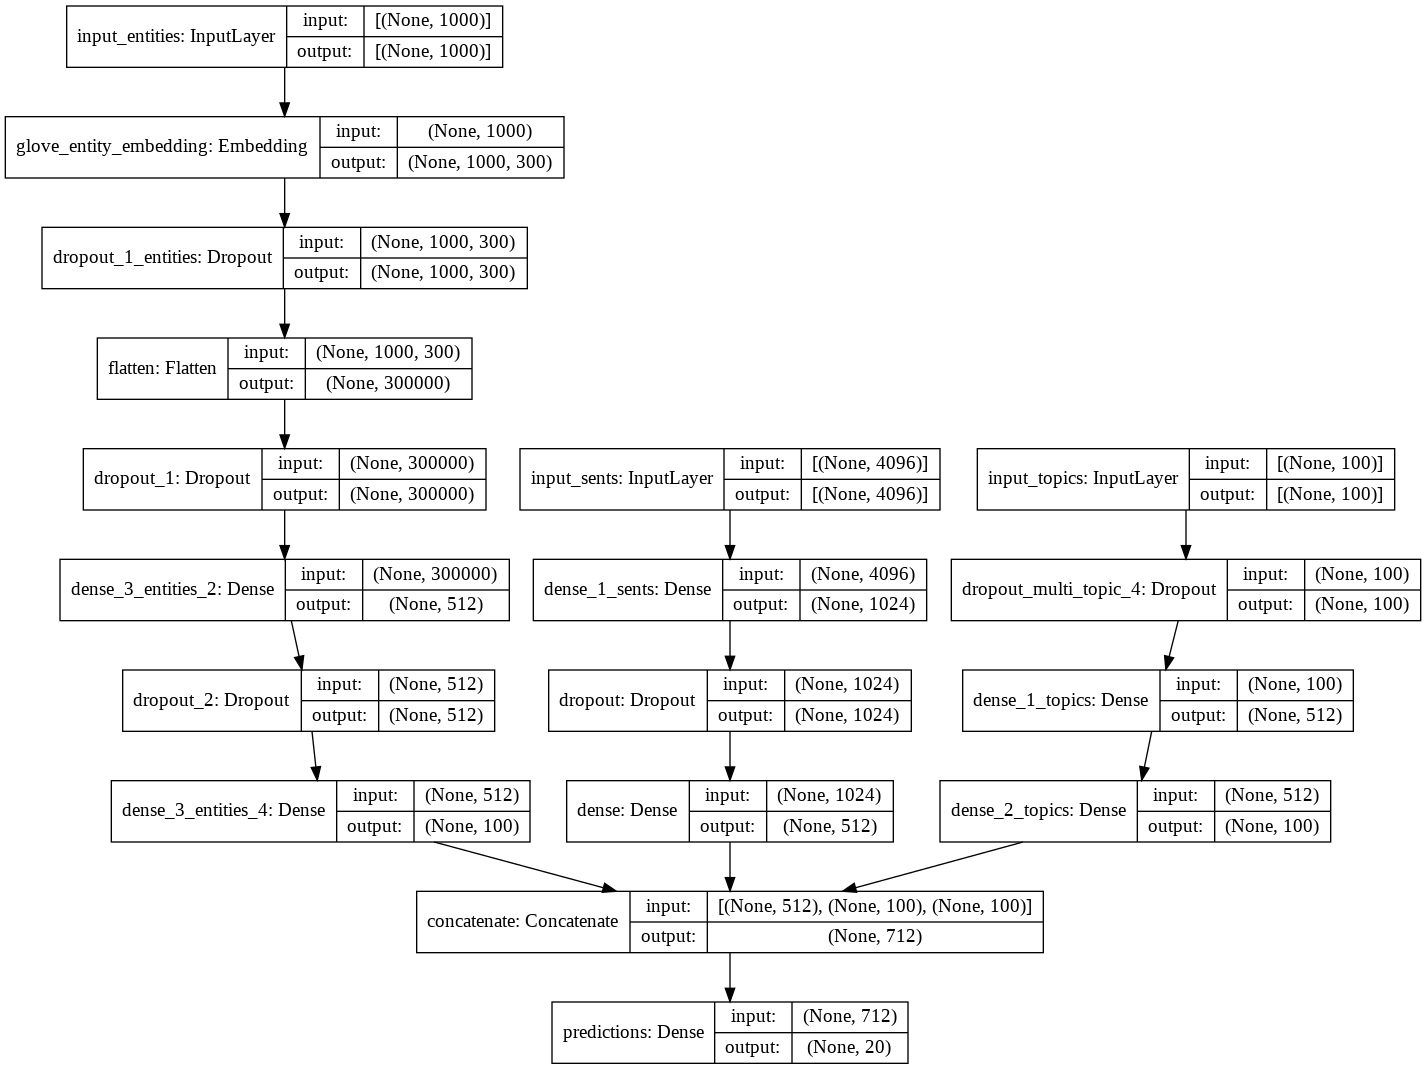 input_entities: InputLayer
input: [(None, 1000)]
output: [(None, 1000)]
glove_entity_embedding: Embedding
input: (None, 1000)
output: (None, 1000, 300)
dropout_1_entities: Dropout
input: (None, 1000, 300)
output: (None, 1000, 300)
flatten: Flatten
input: (None, 1000, 300)
output: (None, 300000)
dropout_1: Dropout
input: (None, 300000)
output: (None, 300000)
input_sents: InputLayer
input: [(None, 4096)]
output: [(None, 4096)]
input_topics: InputLayer
input: [(None, 100)]
output: [(None, 100)]
dense_3_entities_2: Dense
input: (None, 300000)
output: (None, 512)
dense_1_sents: Dense
input: (None, 4096)
output: (None, 1024)
dropout_multi_topic_4: Dropout
input: (None, 100)
output: (None, 100)
dropout_2: Dropout
input: (None, 512)
output: (None, 512)
dropout: Dropout
input: (None, 1024)
output: (None, 1024)
dense_1_topics: Dense
input: (None, 100)
output: (None, 512)
dense_3_entities_4: Dense
input: (None, 512)
output: (None, 100)
dense: Dense
input: (None, 1024)
output: (None, 512)
dense_2_topics: Dense
input: (None, 512)
output: (None, 100)
concatenate: Concatenate
input: [(None, 512), (None, 100), (None, 100)]
output: (None, 712)
predictions: Dense
input: (None, 712)
output: (None, 20)